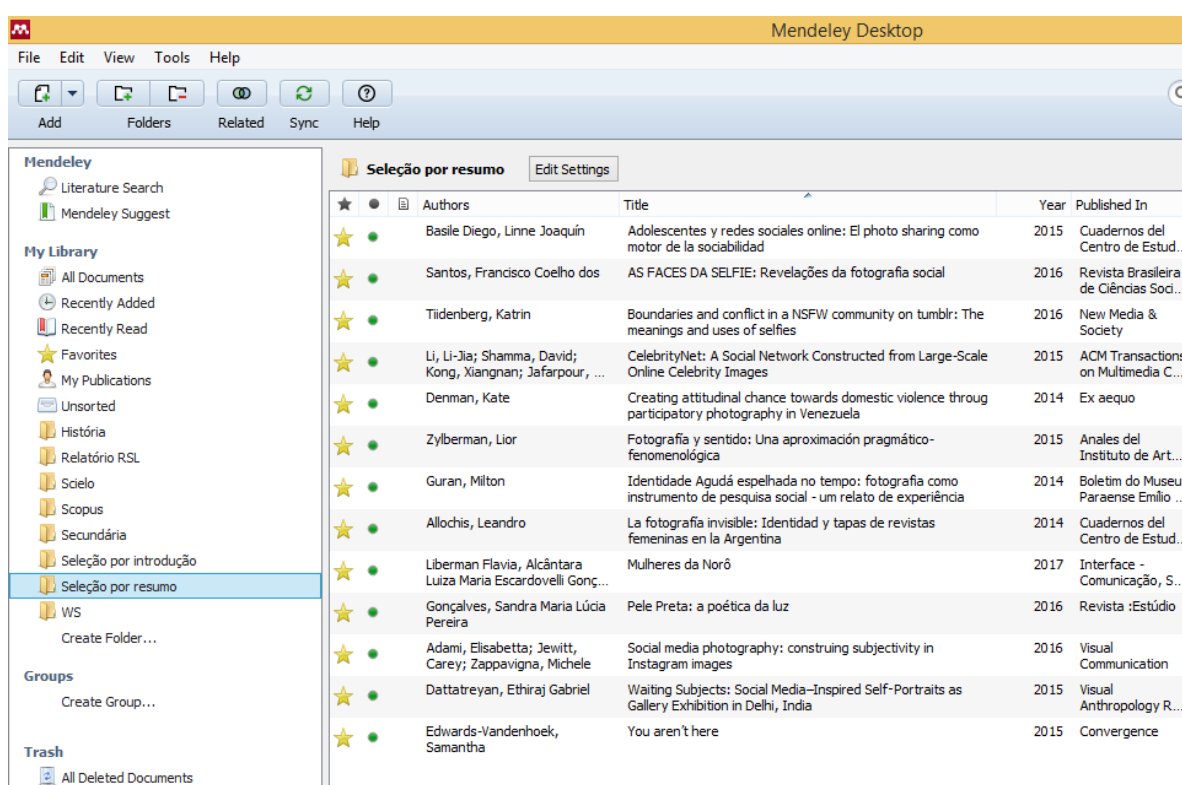 Mendeley Desktop
File Edit View Tools Help
Add Folders Related Sync Help
Mendeley
Literature Search
Mendeley Suggest
My Library
All Documents
Recently Added
Recently Read
Favorites
My Publications
Unsorted
História
Relatório RSL
Scielo
Scopus
Secundária
Seleção por introdução
Seleção por resumo
WS
Create Folder...
Groups
Create Group...
Trash
All Deleted Documents
Seleção por resumo Edit Settings
Authors Title Year Published In
Basile Diego, Linne Joaquín Adolescentes y redes sociales online: El photo sharing como 2015 Cuadernos del
motor de la sociabilidad Centro de Estud...
Santos, Francisco Coelho dos AS FACES DA SELFIE: Revelações da fotografia social 2016 Revista Brasileira
de Ciências Soci...
Tiidenberg, Katrin Boundaries and conflict in a NSFW community on tumblr: The 2016 New Media &
meanings and uses of selfies Society
Li, Li-Jia; Shamma, David; CelebrityNet: A Social Network Constructed from Large-Scale 2015 ACM Transactions
Kong, Xiangnan; Jafarpour, ... Online Celebrity Images on Multimedia C...
Denman, Kate Creating attitudinal chance towards domestic violence throug 2014 Ex aequo
participatory photography in Venezuela
Zylberman, Lior Fotografía y sentido: Una aproximación pragmático- 2015 Anales del
fenomenológica Instituto de Art...
Guran, Milton Identidade Agudá espelhada no tempo: fotografia como 2014 Boletim do Museu
instrumento de pesquisa social - um relato de experiência Paraense Emílio ...
Allochis, Leandro La fotografía invisible: Identidad y tapas de revistas 2014 Cuadernos del
femeninas en la Argentina Centro de Estud...
Liberman Flavia, Alcântara Mulheres da Norô 2017 Interface -
Luiza Maria Escardovelli Gonç... Comunicação, S...
Gonçalves, Sandra Maria Lúcia Pele Preta: a poética da luz 2016 Revista :Estúdio
Pereira
Adami, Elisabetta; Jewitt, Social media photography: construing subjectivity in 2016 Visual
Carey; Zappavigna, Michele Instagram images Communication
Dattatreyan, Ethiraj Gabriel Waiting Subjects: Social Media–Inspired Self-Portraits as 2015 Visual
Gallery Exhibition in Delhi, India Anthropology R...
Edwards-Vandenhoek, You aren't here 2015 Convergence
Samantha